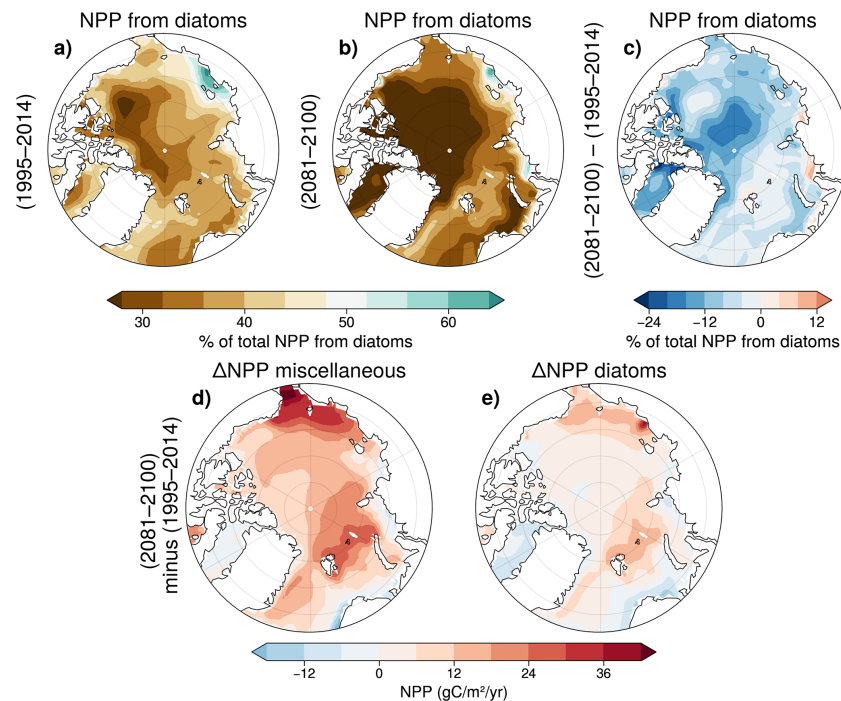 NPP from diatoms
NPP from diatoms
NPP from diatoms
a)
b)
c)
(1995–2014)
(2081–2100)
(2081–2100) − (1995–2014)
30
40
50
60
% of total NPP from diatoms
−24
−12
0
12
% of total NPP from diatoms
ΔNPP miscellaneous
ΔNPP diatoms
d)
e)
(2081–2100)
minus (1995–2014)
−12
0
12
24
36
NPP (gC/m²/yr)